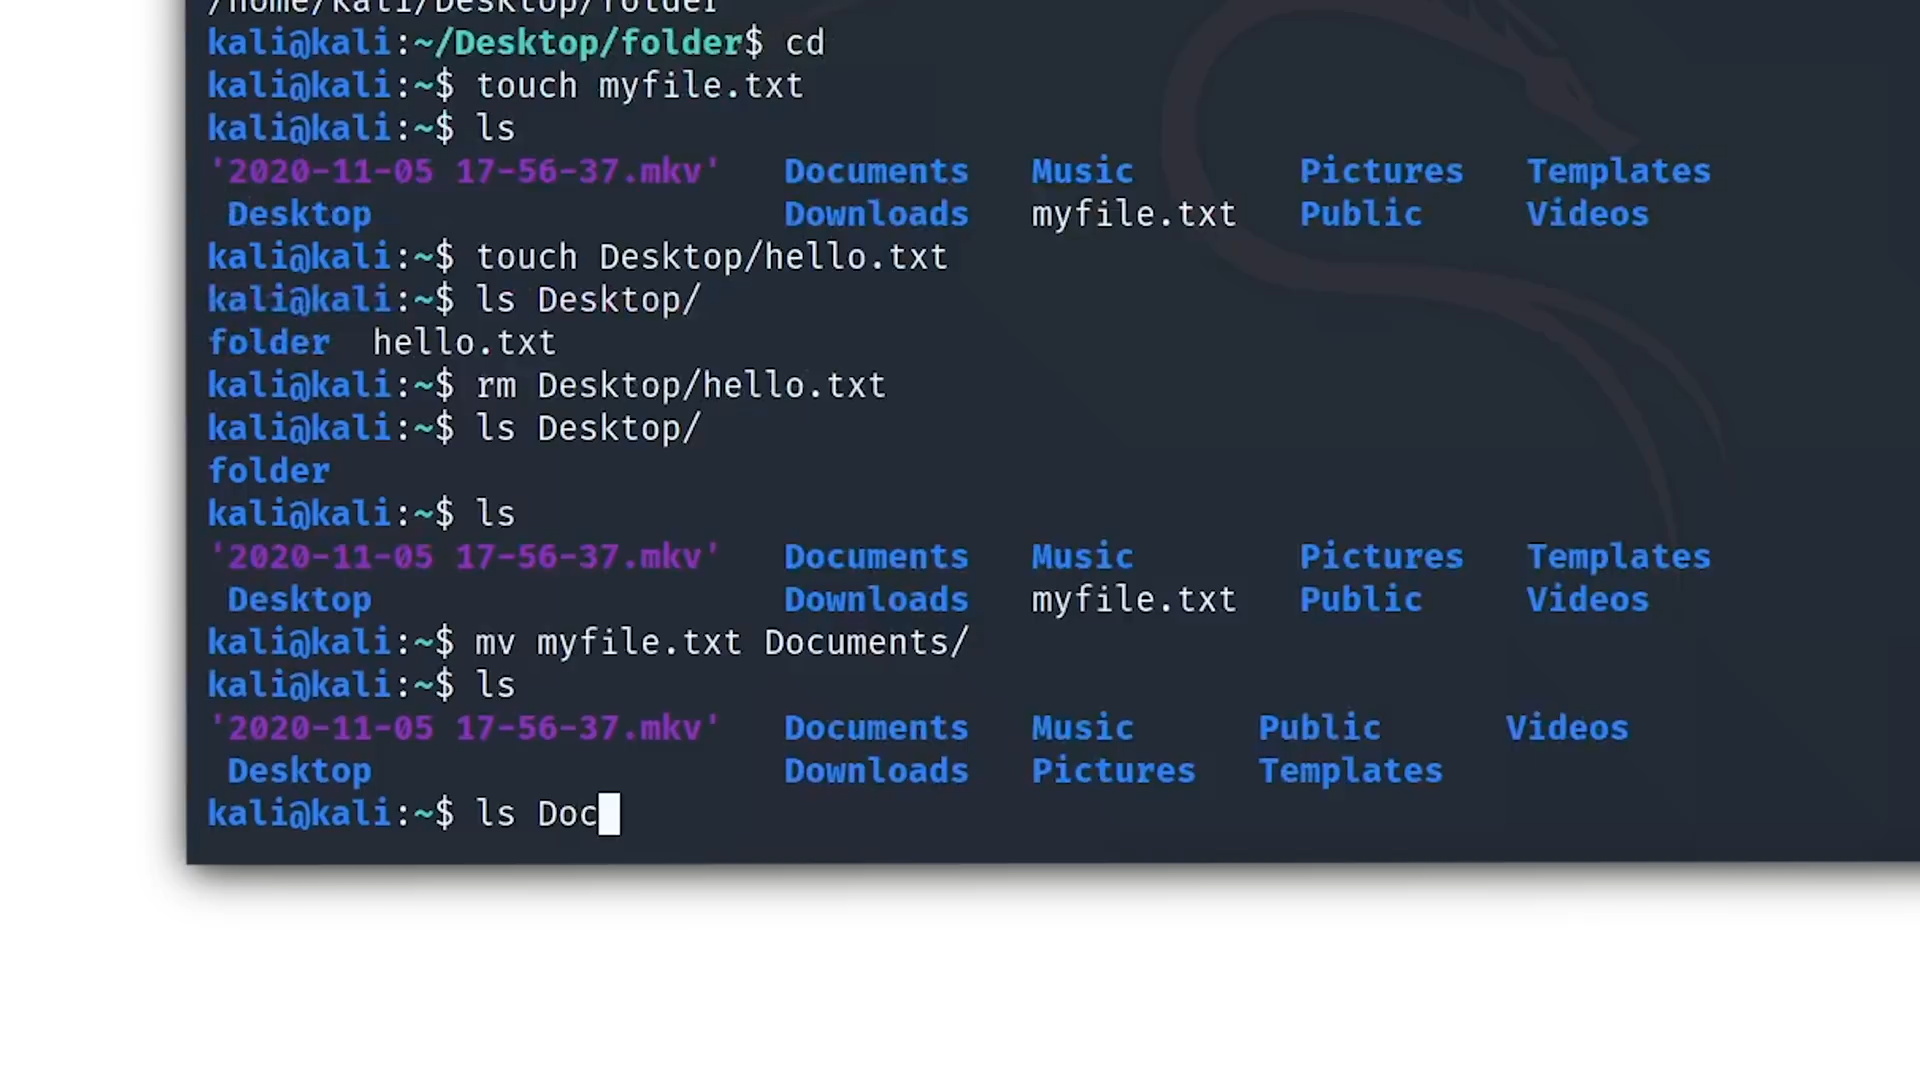 /home/kali/Desktop/folder
kali@kali:~/Desktop/folder$ cd
kali@kali:~$ touch myfile.txt
kali@kali:~$ ls
'2020-11-05 17-56-37.mkv' Documents Music Pictures Templates
Desktop Downloads myfile.txt Public Videos
kali@kali:~$ touch Desktop/hello.txt
kali@kali:~$ ls Desktop/
folder hello.txt
kali@kali:~$ rm Desktop/hello.txt
kali@kali:~$ ls Desktop/
folder
kali@kali:~$ ls
'2020-11-05 17-56-37.mkv' Documents Music Pictures Templates
Desktop Downloads myfile.txt Public Videos
kali@kali:~$ mv myfile.txt Documents/
kali@kali:~$ ls
'2020-11-05 17-56-37.mkv' Documents Music Public Videos
Desktop Downloads Pictures Templates
kali@kali:~$ ls Doc